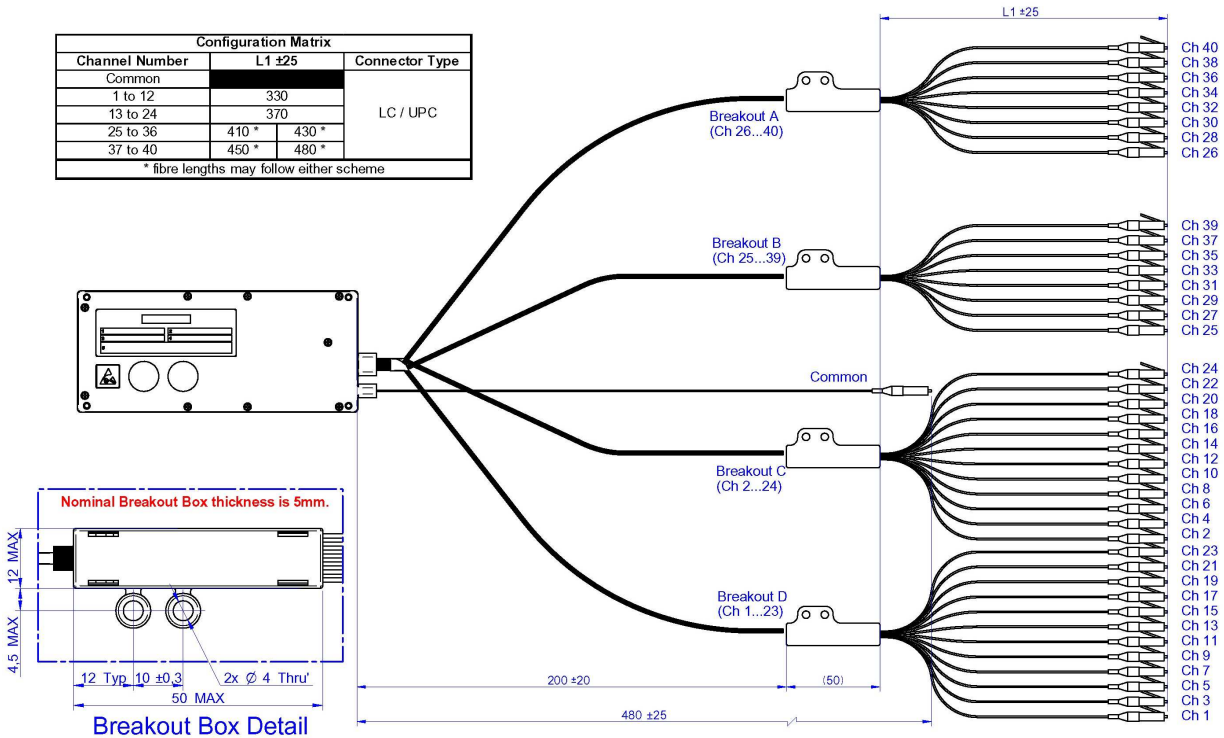 L1 ±25
Configuration Matrix
Channel Number L1 ±25 Connector Type
Common
1 to 12 330
13 to 24 370
LC / UPC
25 to 36 410 * 430 *
37 to 40 450 * 480 *
* fibre lengths may follow either scheme
Breakout A
(Ch 26...40)
Ch 40
Ch 38
Ch 36
Ch 34
Ch 32
Ch 30
Ch 28
Ch 26
Breakout B
(Ch 25...39)
Ch 39
Ch 37
Ch 35
Ch 33
Ch 31
Ch 29
Ch 27
Ch 25
Common
Breakout C
(Ch 2...24)
Ch 24
Ch 22
Ch 20
Ch 18
Ch 16
Ch 14
Ch 12
Ch 10
Ch 8
Ch 6
Ch 4
Ch 2
Breakout D
(Ch 1...23)
Ch 23
Ch 21
Ch 19
Ch 17
Ch 15
Ch 13
Ch 11
Ch 9
Ch 7
Ch 5
Ch 3
Ch 1
Nominal Breakout Box thickness is 5mm.
12 MAX
4,5 MAX
12 Typ 10 ±0,3 2x Ø 4 Thru'
50 MAX
Breakout Box Detail
200 ±20
(50)
480 ±25